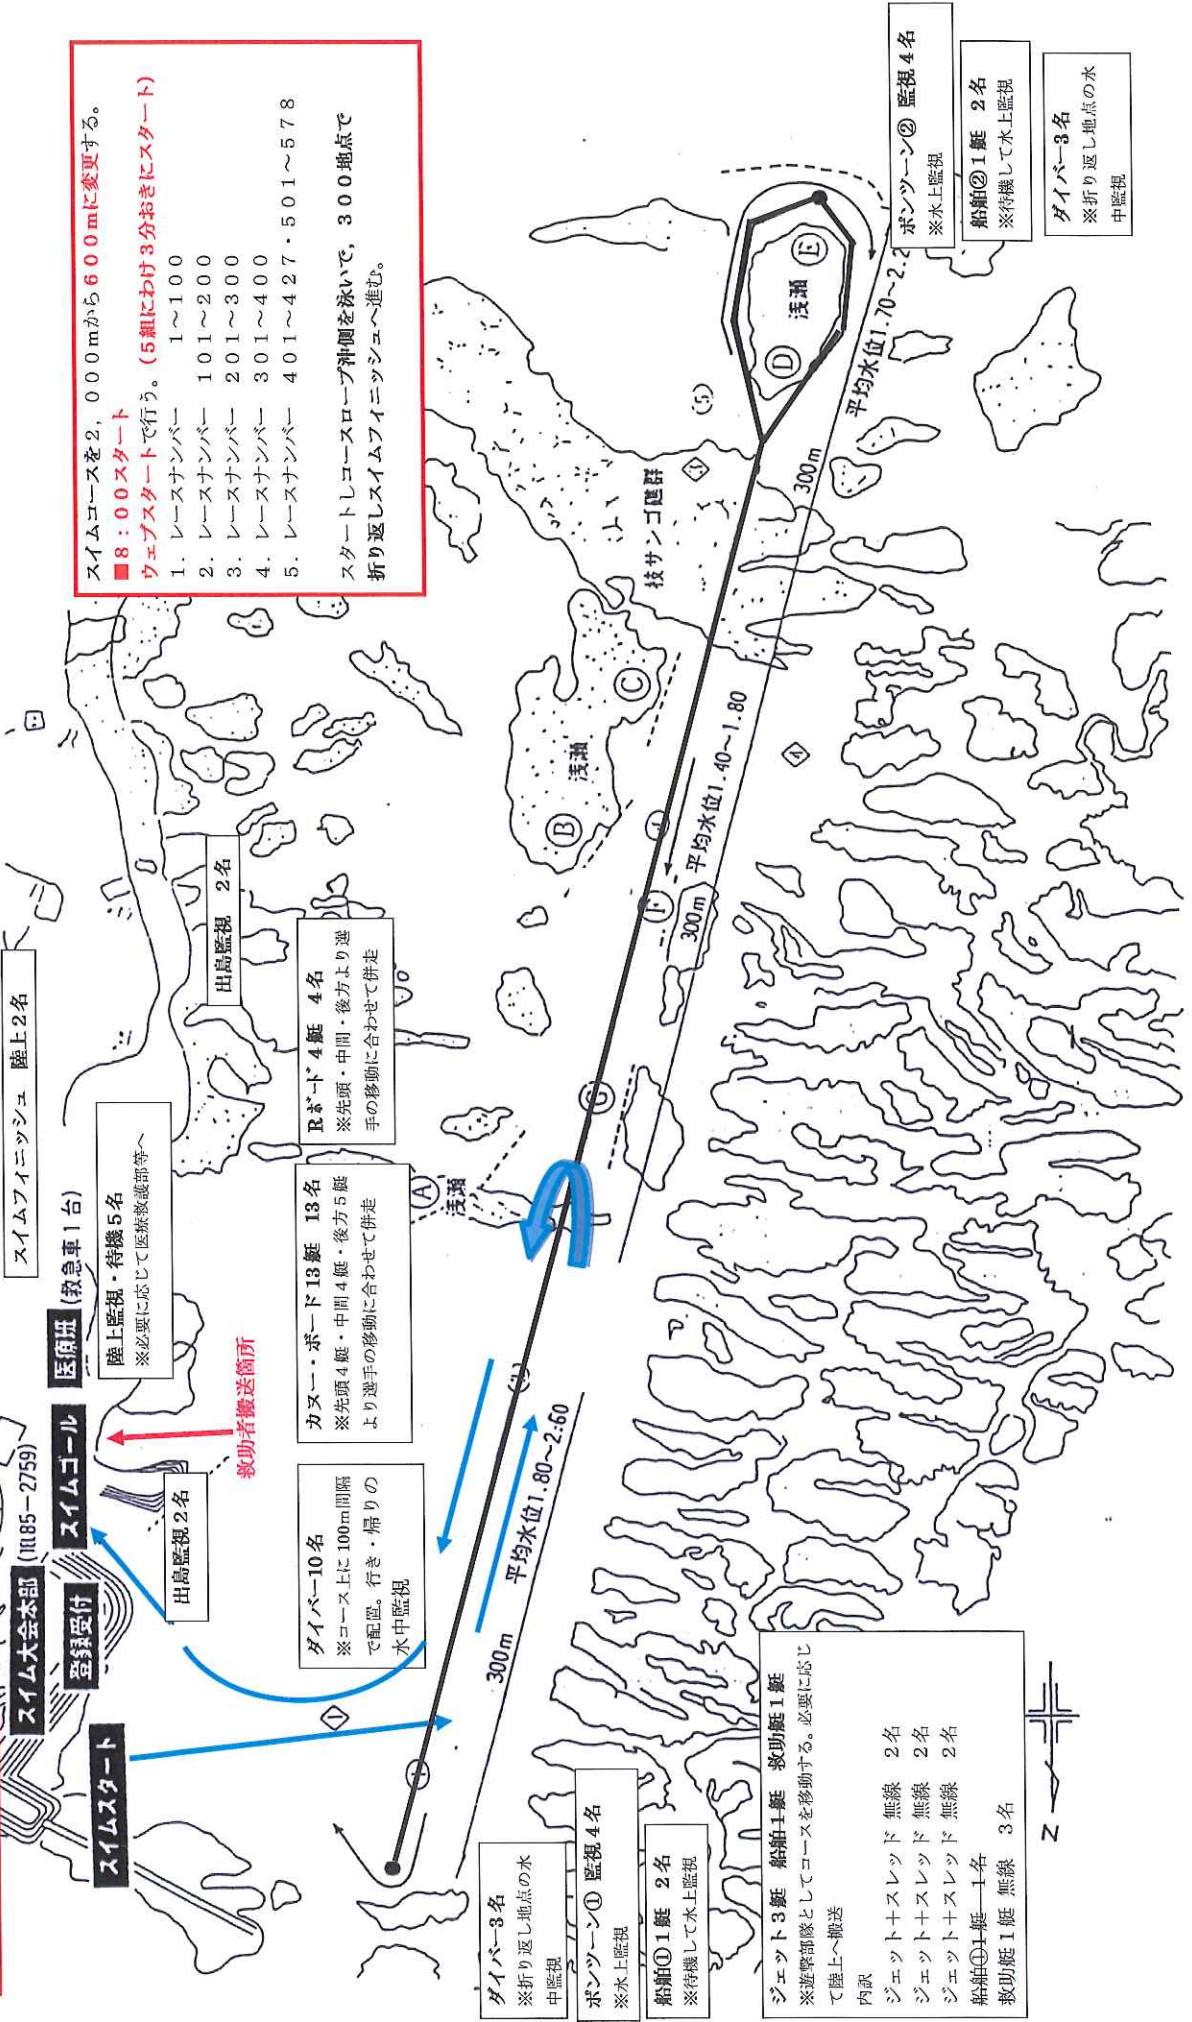 スイムコースを2,000mから600mに変更する。
■8:00スタート
ウェブスタートで行う。(5組にわけ3分おきにスタート)
1. レースナンバー 1~100
2. レースナンバー 101~200
3. レースナンバー 201~300
4. レースナンバー 301~400
5. レースナンバー 401~427・501~578
スタートしコースロープ沖側を泳いで、300地点で
折り返しスイムフィニッシュへ進む。
スイムフィニッシュ 陸上2名
スイム大会本部
登録受付
スイムゴール
医療班
(救急車1台)
スイムスタート
陸上監視・待機5名
※必要に応じて医療救護部等へ
救助者搬送箇所
出島監視2名
出島監視 2名
ダイバー10名
※コース上に100m間隔
で配置。行き・帰りの
水中監視
カヌー・ボード13艇 13名
※先頭4艇・中間4艇・後方5艇
より選手の移動に合わせて併走
Rボード 4艇 4名
※先頭・中間・後方より選
手の移動に合わせて併走
A
浅瀬
B
浅瀬
C
枝サンゴ礁群
3
(5)
D
浅瀬
E
1
F
G
4
300m
平均水位1.80~2.60
300m
平均水位1.40~1.80
300m
平均水位1.70~2.2
ポンツーン② 監視4名
※水上監視
船舶②1艇 2名
※待機して水上監視
ダイバー3名
※折り返し地点の水
中監視
ダイバー3名
※折り返し地点の水
中監視
ポンツーン① 監視4名
※水上監視
船舶①1艇 2名
※待機して水上監視
ジェット3艇 船舶1艇 救助艇1艇
※遊撃部隊としてコースを移動する。必要に応じ
て陸上へ搬送
内訳
ジェット+スレッド 無線 2名
ジェット+スレッド 無線 2名
ジェット+スレッド 無線 2名
船舶①1艇 1名
救助艇1艇 無線 3名
Z